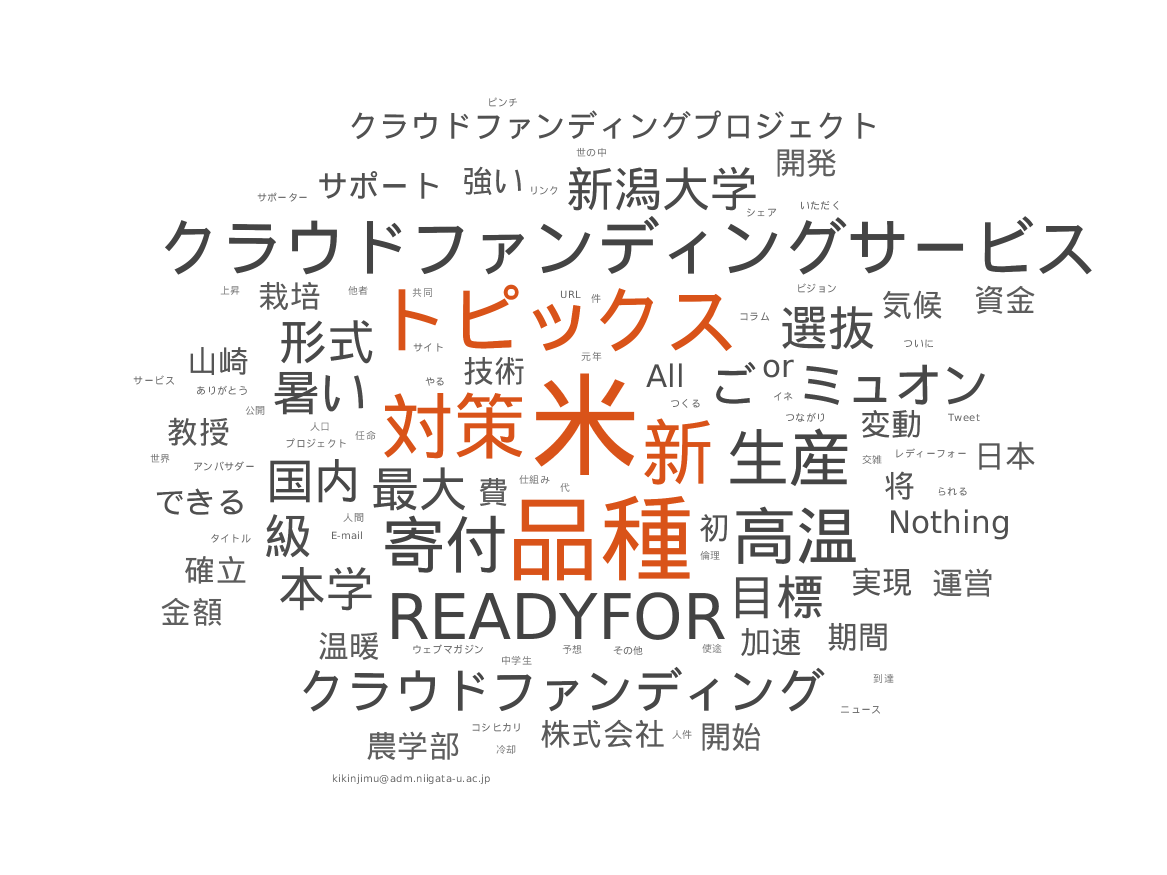 ピンチ
クラウドファンディングプロジェクト
世の中
開発
サポート
強い
リンク
新潟大学
サポーター
シェア
いただく
クラウドファンディングサービス
上昇
栽培
他者
共同
トピックス
URL
件
ビジョン
コラム
選抜
気候
資金
形式
サイト
ついに
山崎
技術
元年
All
ご
or
ミュオン
サービス
ありがとう
暑い
やる
つくる
イネ
公開
対策
米
新
つながり
変動
Tweet
教授
人口
任命
プロジェクト
生産
世界
アンバサダー
交雑
レディーフォー
日本
国内
最大
費
仕組み
代
将
られる
できる
級
人間
E-mail
寄付
品種
初
高温
Nothing
タイトル
倫理
確立
本学
READYFOR
目標
実現
運営
金額
温暖
ウェブマガジン
中学生
予想
その他
便途
加速
期間
クラウドファンディング
到達
ニュース
農学部
コシヒカリ
冷却
株式会社
人件
開始
kikinjimu@adm.niigata-u.ac.jp